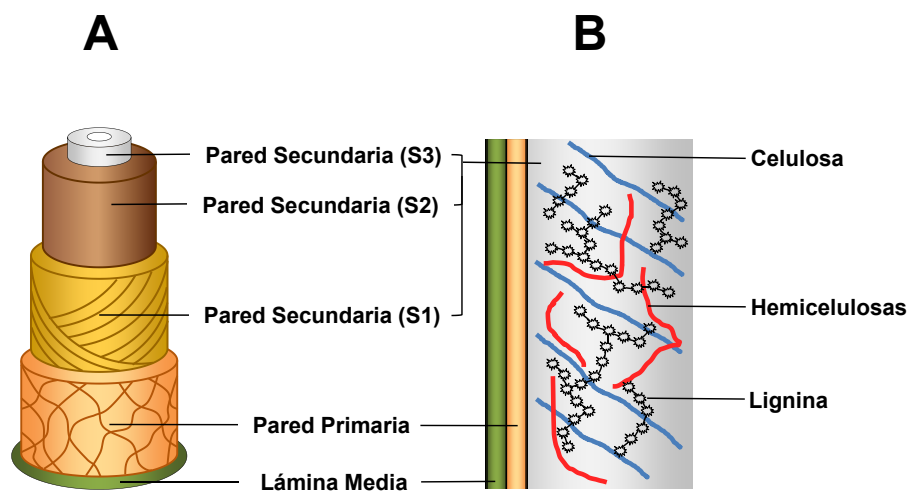 A
B
Pared Secundaria (S3)
Celulosa
Pared Secundaria (S2)
Hemicelulosas
Pared Secundaria (S1)
Lignina
Pared Primaria
Lámina Media